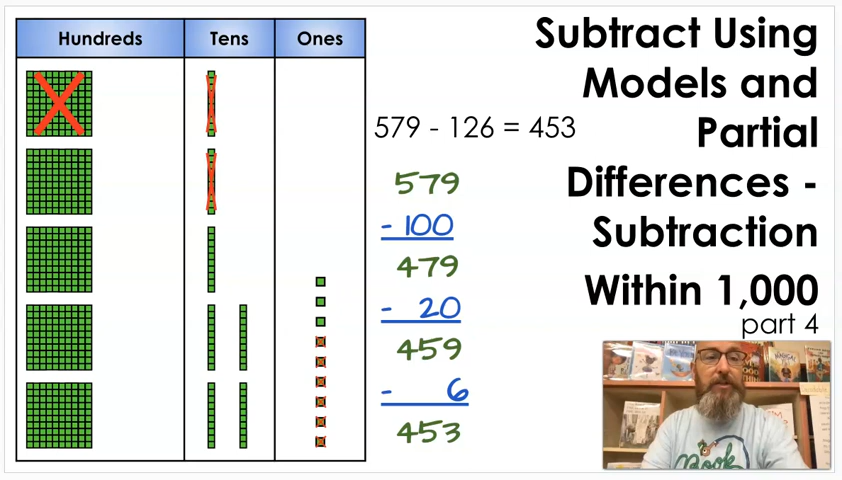 Hundreds
Tens
Ones
579 - 126 = 453
579
- 100
479
- 20
459
- 6
453
Subtract Using
Models and
Partial
Differences -
Subtraction
Within 1,000
part 4
Book